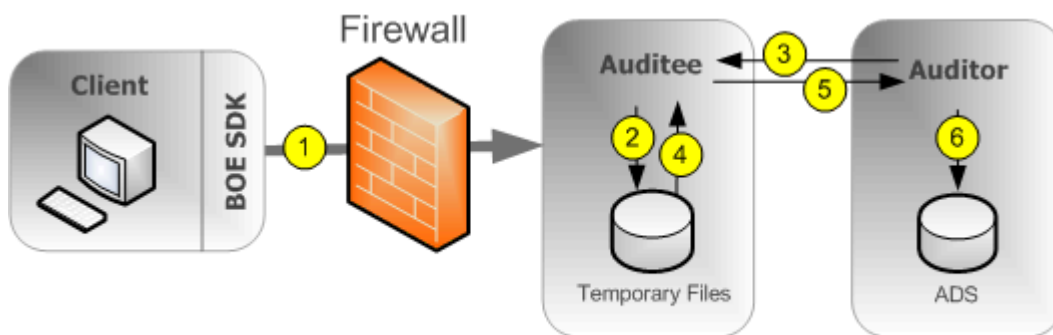 Client
BOE SDK
1
Firewall
Auditee
2
4
Temporary Files
3
5
Auditor
6
ADS